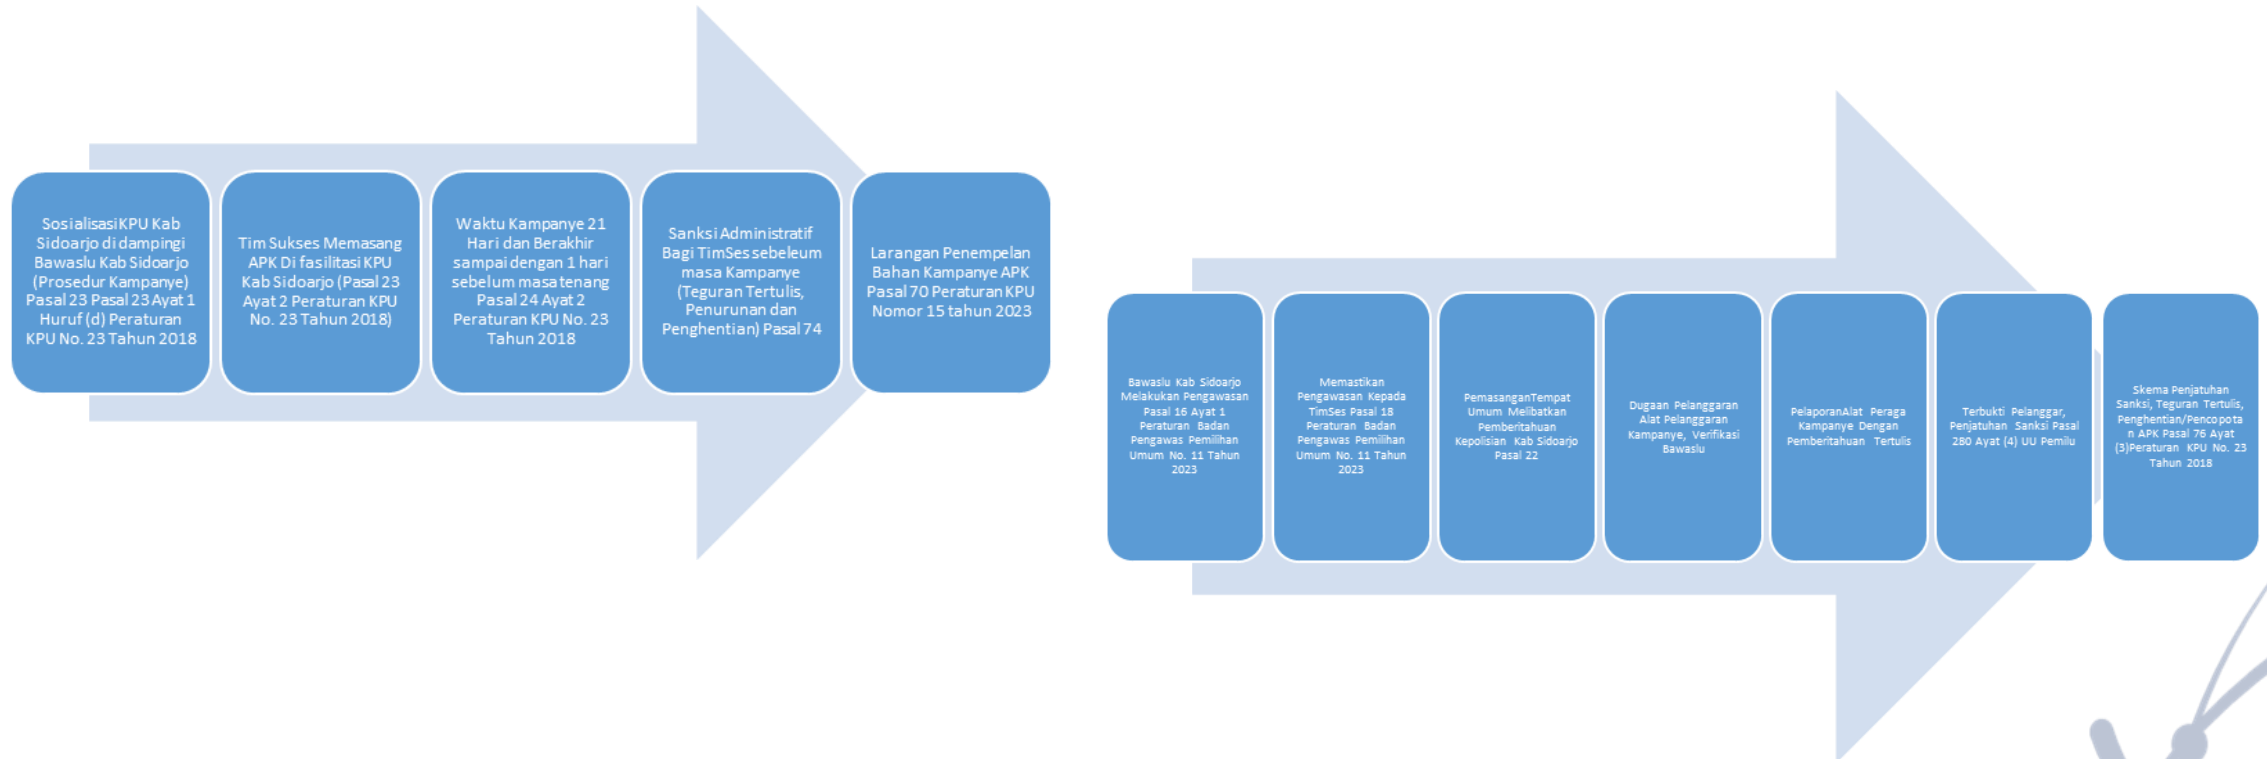 SosialisasiKPU Kab
Sidoarjo di dampingi
Bawaslu Kab Sidoarjo
(Prosedur Kampanye)
Pasal 23 Pasal 23 Ayat 1
Huruf (d) Peraturan
KPU No. 23 Tahun 2018
Tim Sukses Memasang
APK Di fasilitasi KPU
Kab Sidoarjo (Pasal 23
Ayat 2 Peraturan KPU
No. 23 Tahun 2018)
Waktu Kampanye 21
Hari dan Berakhir
sampai dengan 1 hari
sebelum masa tenang
Pasal 24 Ayat 2
Peraturan KPU No. 23
Tahun 2018
Sanksi Administratif
Bagi TimSes sebeleum
masa Kampanye
(Teguran Tertulis,
Penurunan dan
Penghentian) Pasal 74
Larangan Penempelan
Bahan Kampanye APK
Pasal 70 Peraturan KPU
Nomor 15 tahun 2023
Bawaslu Kab Sidoarjo
Melakukan Pengawasan
Pasal 16 Ayat 1
Peraturan Badan
Pengawas Pemilihan
Umum No. 11 Tahun
2023
Memastikan
Pengawasan Kepada
TimSes Pasal 18
Peraturan Badan
Pengawas Pemilihan
Umum No. 11 Tahun
2023
PemasanganTempat
Umum Melibatkan
Pemberitahuan
Kepolisian Kab Sidoarjo
Pasal 22
Dugaan Pelanggaran
Alat Pelanggaran
Kampanye, Verifikasi
Bawaslu
PelaporanAlat Peraga
Kampanye Dengan
Pemberitahuan Tertulis
Terbukti Pelanggar,
Penjatuhan Sanksi Pasal
280 Ayat (4) UU Pemilu
Skema Penjatuhan
Sanksi, Teguran Tertulis,
Penghentian/Pencopota
n APK Pasal 76 Ayat
(3)Peraturan KPU No. 23
Tahun 2018